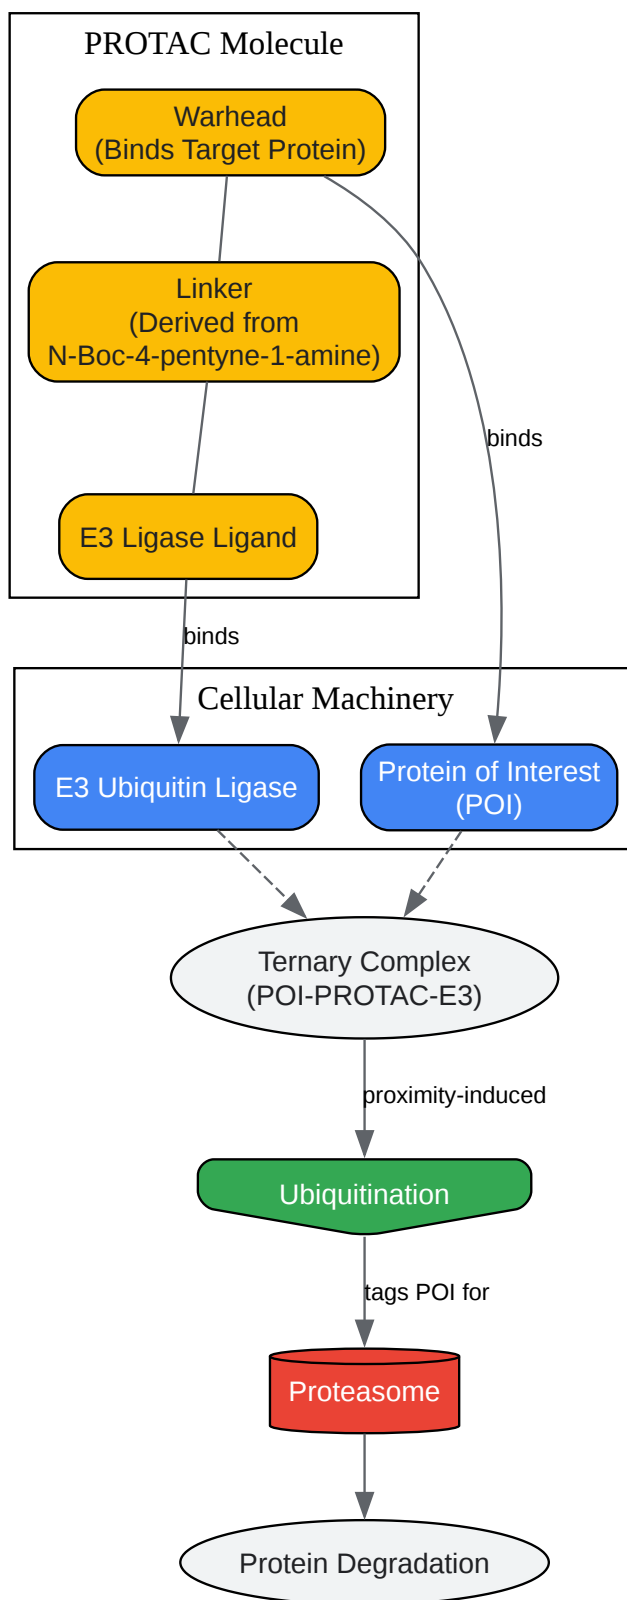 PROTAC Molecule
Warhead
(Binds Target Protein)
Linker
(Derived from
N-Boc-4-pentyne-1-amine)
binds
E3 Ligase Ligand
binds
Cellular Machinery
E3 Ubiquitin Ligase
Protein of Interest
(POI)
Ternary Complex
(POI-PROTAC-E3)
proximity-induced
Ubiquitination
tags POI for
Proteasome
Protein Degradation